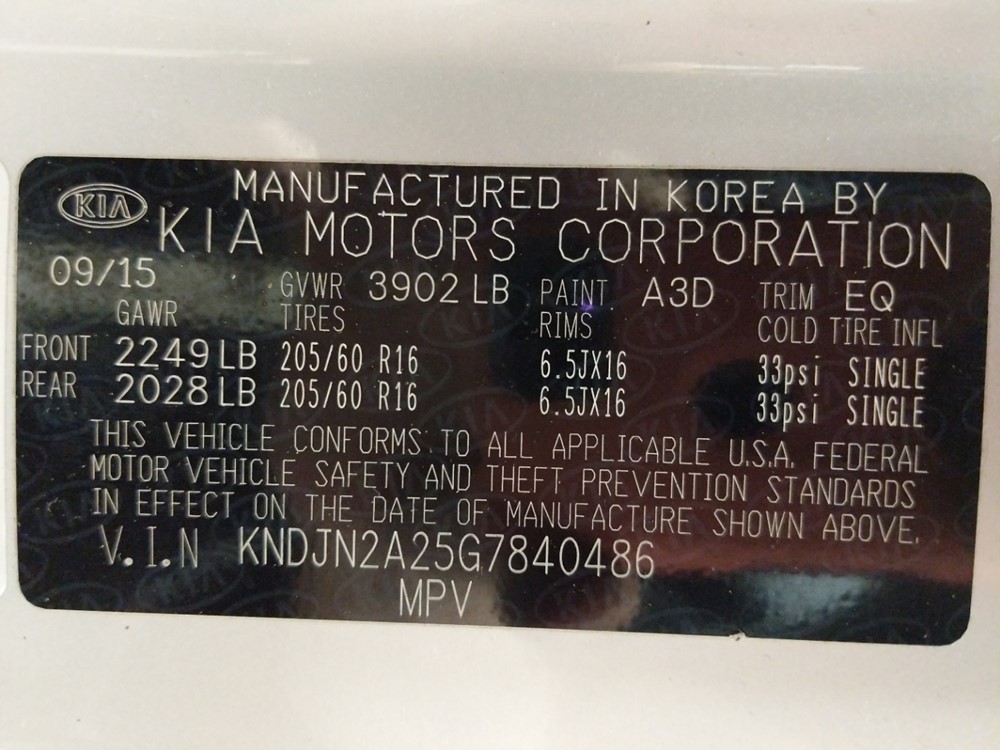 KIA
MANUFACTURED IN KOREA BY
KIA MOTORS CORPORATION
09/15 GVWR 3902 LB PAINT A3D TRIM EQ
GAWR TIRES RIMS COLD TIRE INFL
FRONT 2249 LB 205/60 R16 6.5JX16 33psi SINGLE
REAR 2028 LB 205/60 R16 6.5JX16 33psi SINGLE
THIS VEHICLE CONFORMS TO ALL APPLICABLE U.S.A. FEDERAL
MOTOR VEHICLE SAFETY AND THEFT PREVENTION STANDARDS
IN EFFECT ON THE DATE OF MANUFACTURE SHOWN ABOVE.
V.I.N KNDJN2A25G7840486
MPV